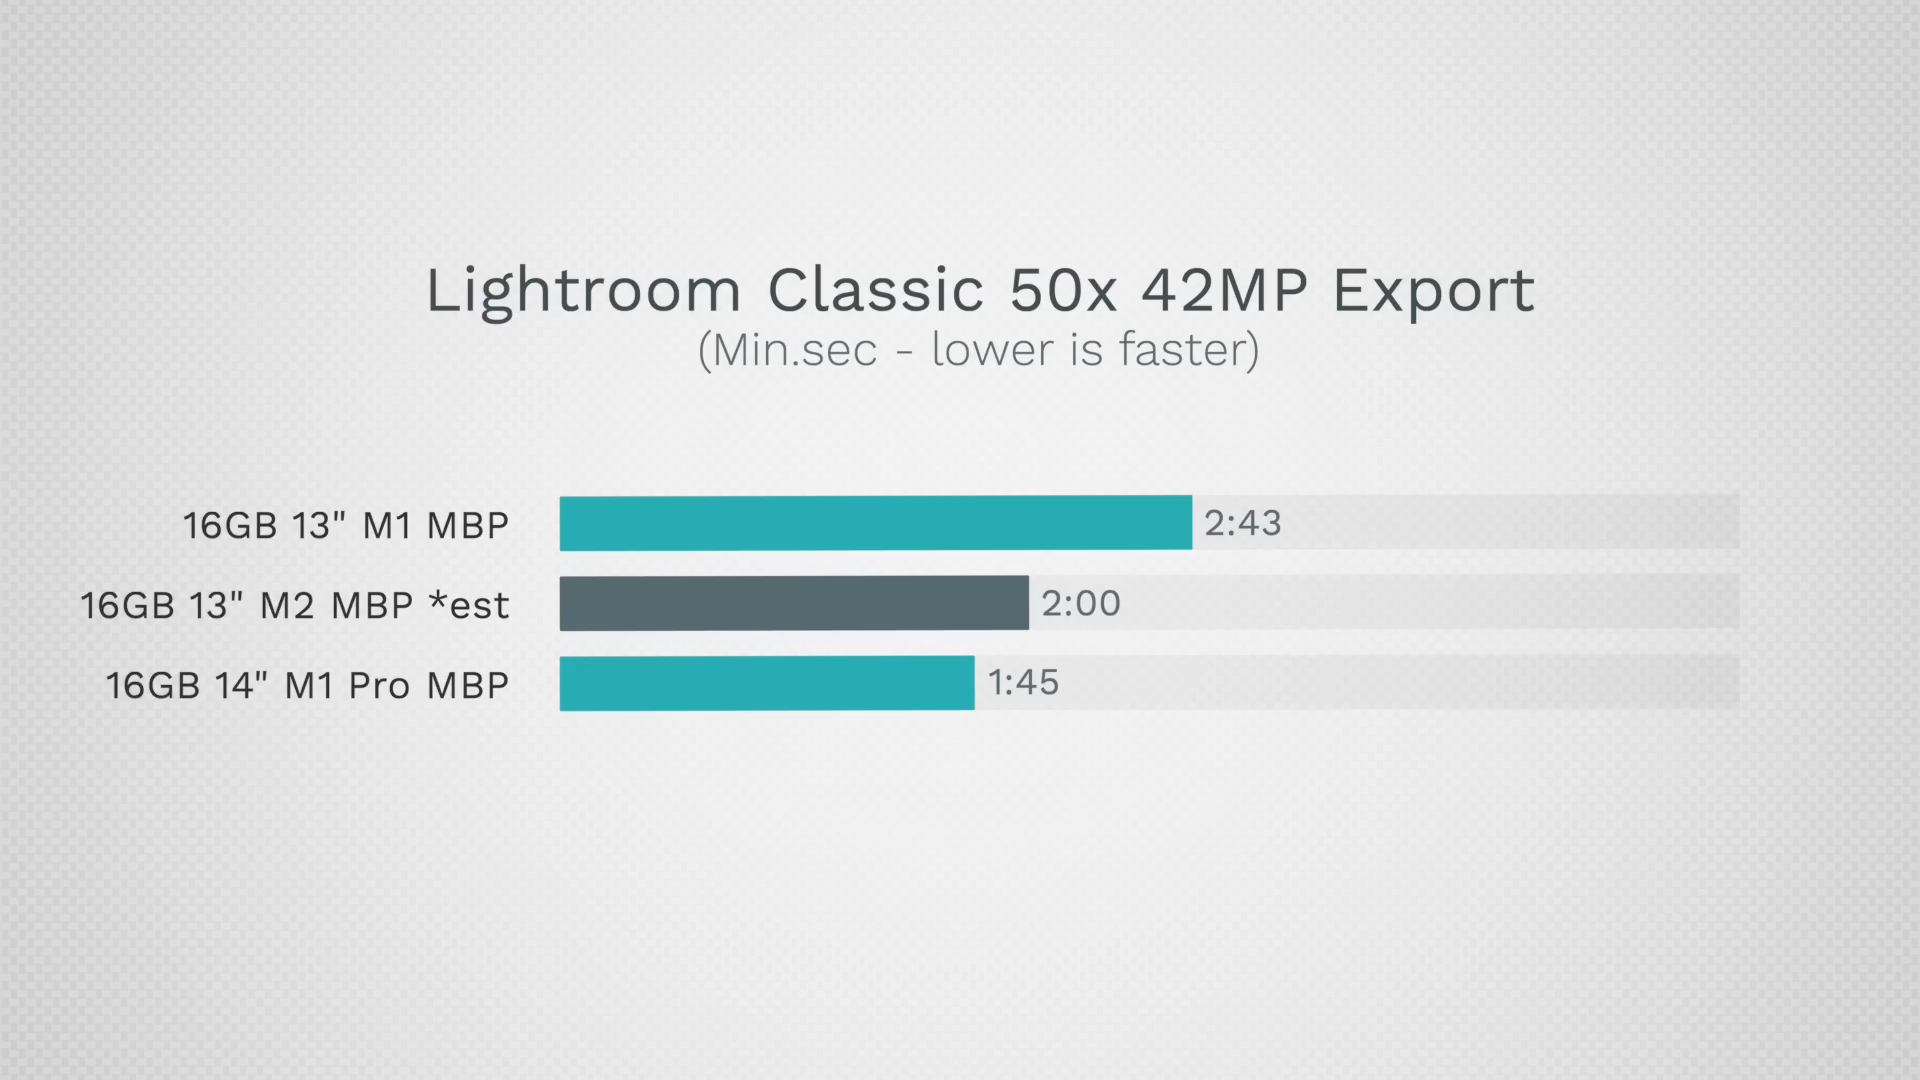 Lightroom Classic 50x 42MP Export
(Min.sec - lower is faster)
16GB 13" M1 MBP 2:43
16GB 13" M2 MBP *est 2:00
16GB 14" M1 Pro MBP 1:45